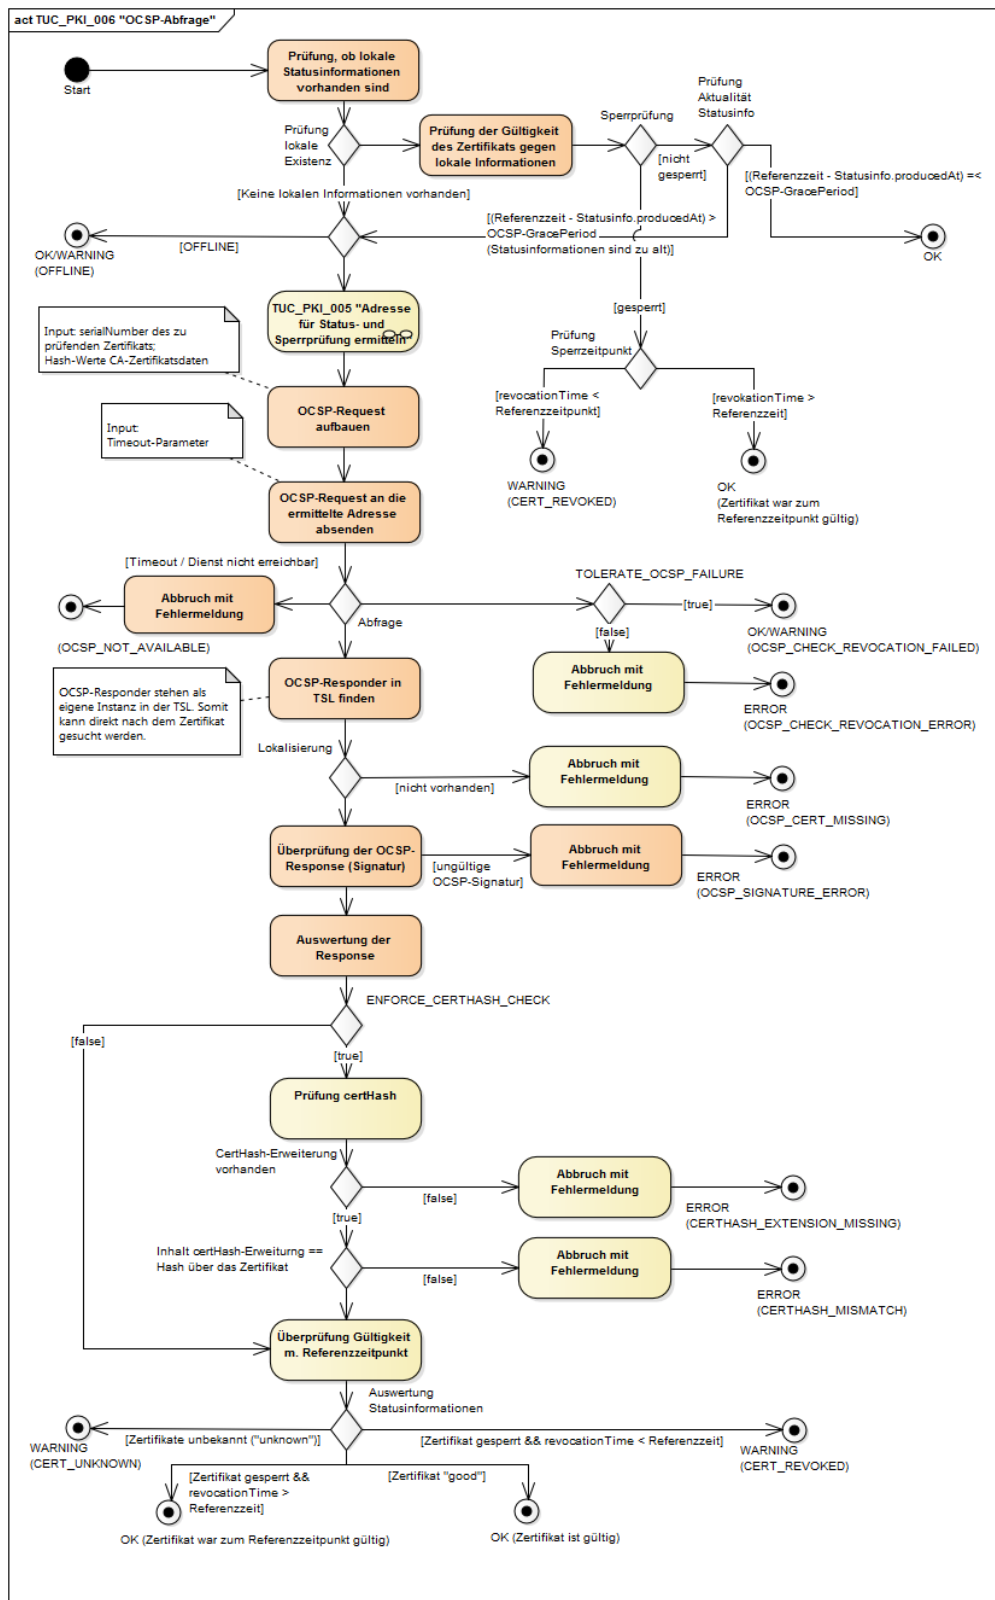 act TUC_PKI_006 "OCSP-Abfrage"
Start
Prüfung, ob lokale
Statusinformationen
vorhanden sind
Prüfung
lokale
Existenz
Prüfung der Gültigkeit
des Zertifikats gegen
lokale Informationen
Sperrprüfung
Prüfung
Aktualität
Statusinfo
[nicht
gesperrt]
[(Referenzzeit - Statusinfo.producedAt) =<
OCSP-GracePeriod]
[Keine lokalen Informationen vorhanden]
[(Referenzzeit - Statusinfo.producedAt) >
OCSP-GracePeriod
(Statusinformationen sind zu alt)]
[OFFLINE]
OK/WARNING
(OFFLINE)
OK
TUC_PKI_005 "Adresse
für Status- und
Sperrprüfung ermitteln"
[gesperrt]
Input: serialNumber des zu
prüfenden Zertifikats;
Hash-Werte CA-Zertifikatsdaten
Prüfung
Sperrzeitpunkt
[revocationTime <
Referenzzeitpunkt]
[revokationTime >
Referenzzeit]
OCSP-Request
aufbauen
Input:
Timeout-Parameter
WARNING
(CERT_REVOKED)
OK
(Zertifikat war zum
Referenzzeitpunkt gültig)
OCSP-Request an die
ermittelte Adresse
absenden
[Timeout / Dienst nicht erreichbar]
TOLERATE_OCSP_FAILURE
Abbruch mit
Fehlermeldung
Abfrage
[true]
[false]
(OCSP_NOT_AVAILABLE)
OK/WARNING
(OCSP_CHECK_REVOCATION_FAILED)
OCSP-Responder stehen als
eigene Instanz in der TSL. Somit
kann direkt nach dem Zertifikat
gesucht werden.
OCSP-Responder in
TSL finden
Abbruch mit
Fehlermeldung
ERROR
(OCSP_CHECK_REVOCATION_ERROR)
Lokalisierung
[nicht vorhanden]
Abbruch mit
Fehlermeldung
ERROR
(OCSP_CERT_MISSING)
Überprüfung der OCSP-
Response (Signatur)
[ungültige
OCSP-Signatur]
Abbruch mit
Fehlermeldung
ERROR
(OCSP_SIGNATURE_ERROR)
Auswertung der
Response
ENFORCE_CERTHASH_CHECK
[false]
[true]
Prüfung certHash
CertHash-Erweiterung
vorhanden
[false]
Abbruch mit
Fehlermeldung
ERROR
(CERTHASH_EXTENSION_MISSING)
[true]
Inhalt certHash-Erweiturng ==
Hash über das Zertifikat
[false]
Abbruch mit
Fehlermeldung
ERROR
(CERTHASH_MISMATCH)
Überprüfung Gültigkeit
m. Referenzzeitpunkt
Auswertung
Statusinformationen
[Zertifikate unbekannt ("unknown")]
[Zertifikat gesperrt && revocationTime < Referenzzeit]
WARNING
(CERT_UNKNOWN)
WARNING
(CERT_REVOKED)
[Zertifikat gesperrt &&
revocationTime >
Referenzzeit]
[Zertifikat "good"]
OK (Zertifikat war zum Referenzzeitpunkt gültig)
OK (Zertifikat ist gültig)